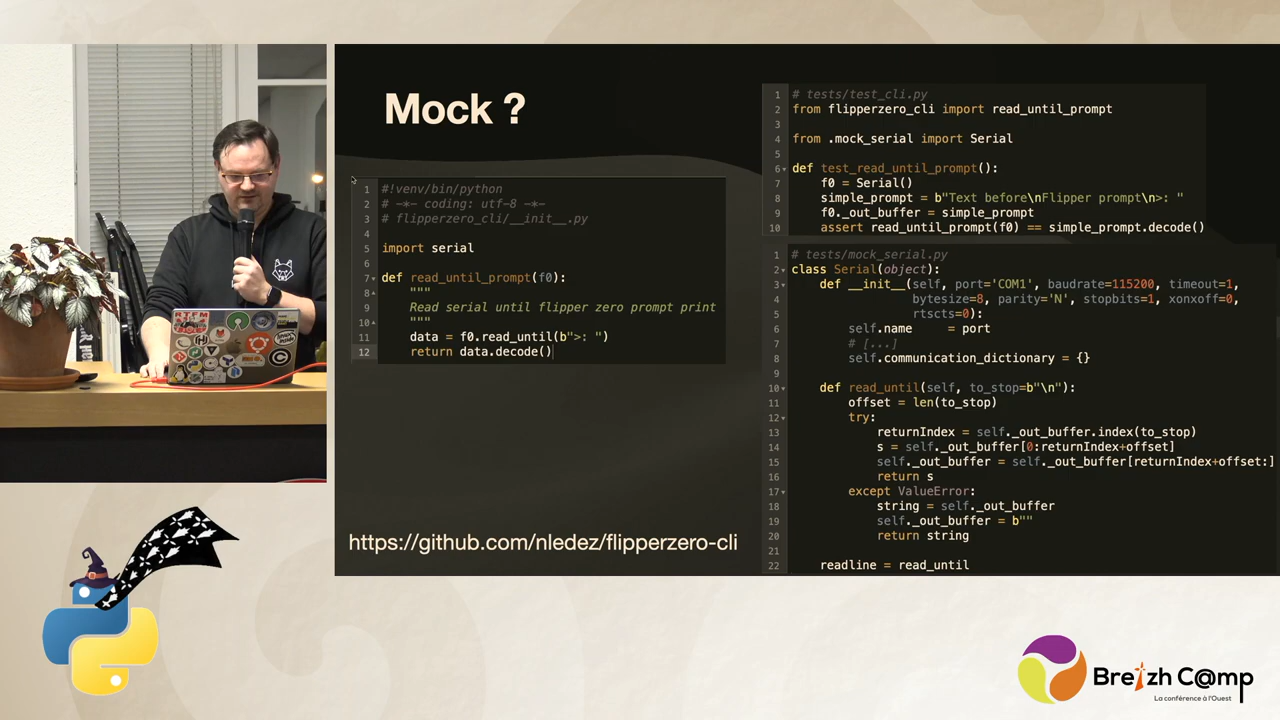 Mock ?
1 #!venv/bin/python
2 # -*- coding: utf-8 -*-
3 # flipperzero_cli/__init__.py
4
5 import serial
6
7 def read_until_prompt(f0):
8 """
9 Read serial until flipper zero prompt print
10 """
11 data = f0.read_until(b">: ")
12 return data.decode()
https://github.com/nledez/flipperzero-cli
1 # tests/test_cli.py
2 from flipperzero_cli import read_until_prompt
3
4 from .mock_serial import Serial
5
6 def test_read_until_prompt():
7 f0 = Serial()
8 simple_prompt = b"Text before\nFlipper prompt\n>: "
9 f0._out_buffer = simple_prompt
10 assert read_until_prompt(f0) == simple_prompt.decode()
1 # tests/mock_serial.py
2 class Serial(object):
3 def __init__(self, port='COM1', baudrate=115200, timeout=1,
4 bytesize=8, parity='N', stopbits=1, xonxoff=0,
5 rtscts=0):
6 self.name = port
7 # [...]
8 self.communication_dictionary = {}
9
10 def read_until(self, to_stop=b"\n"):
11 offset = len(to_stop)
12 try:
13 returnIndex = self._out_buffer.index(to_stop)
14 s = self._out_buffer[0:returnIndex+offset]
15 self._out_buffer = self._out_buffer[returnIndex+offset:]
16 return s
17 except ValueError:
18 string = self._out_buffer
19 self._out_buffer = b""
20 return string
21
22 readline = read_until
RTFM
Breizh C@mp
La conférence à l'Ouest